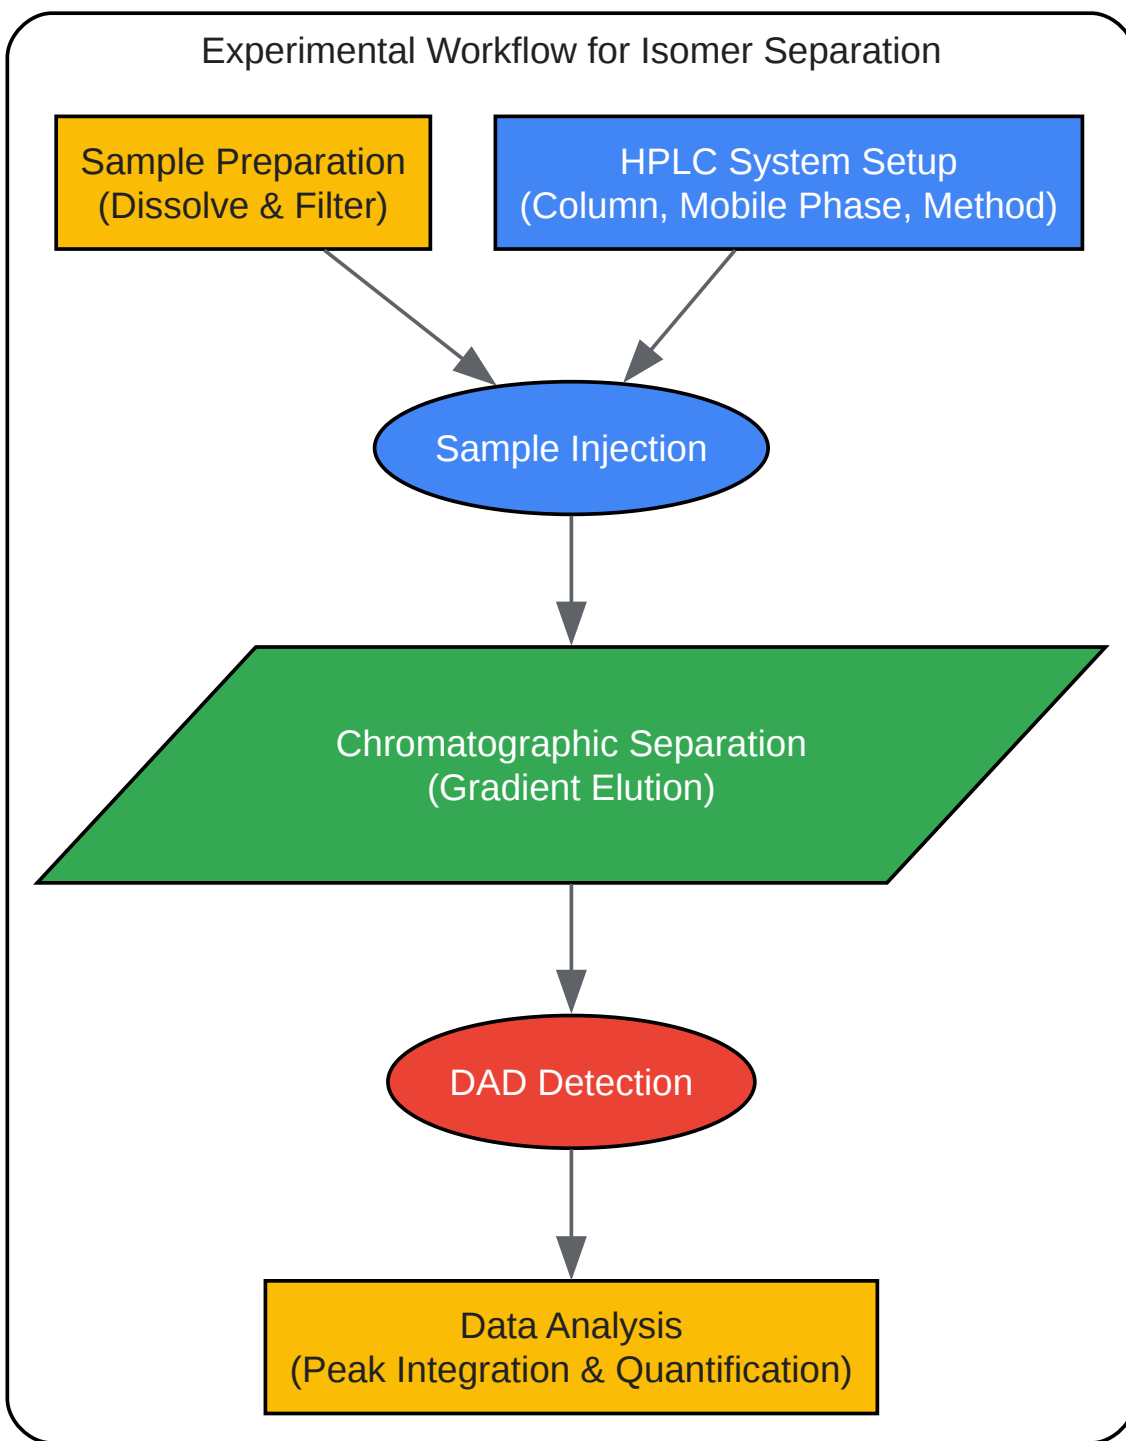 Experimental Workflow for Isomer Separation
Sample Preparation
(Dissolve & Filter)
HPLC System Setup
(Column, Mobile Phase, Method)
Sample Injection
Chromatographic Separation
(Gradient Elution)
DAD Detection
Data Analysis
(Peak Integration & Quantification)